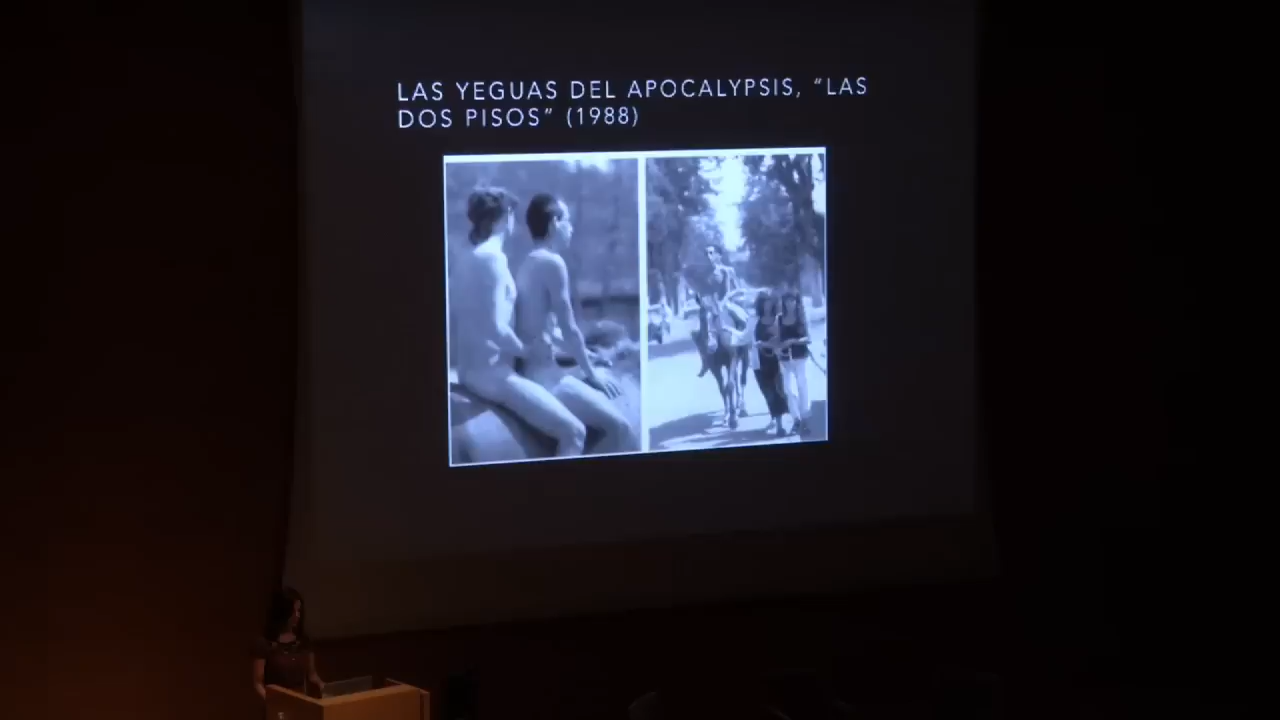 LAS YEGUAS DEL APOCALYPSIS, “LAS
DOS PISOS” (1988)